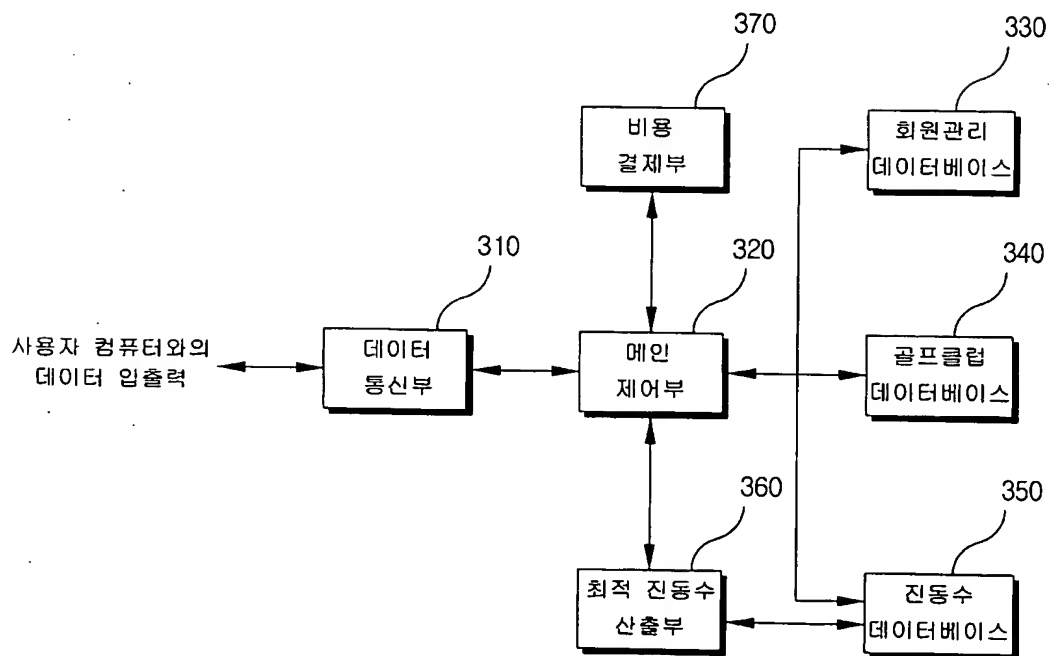 370
330
비용
결제부
회원관리
데이터베이스
310
320
340
사용자 컴퓨터와의
데이터 입출력
데이터
통신부
메인
제어부
골프클럽
데이터베이스
360
350
최적 진동수
산출부
진동수
데이터베이스